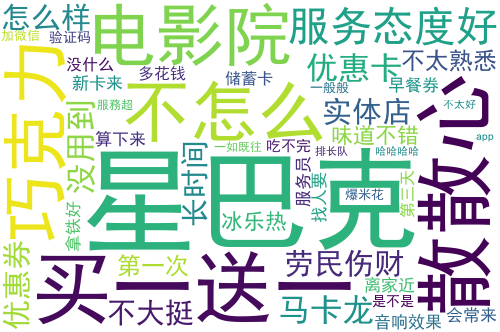 怎么样
电影院
服务态度好
加微信
验证码
没什么
多花钱
储蓄卡
优惠卡
不太熟悉
新卡来
一般般
早餐券
巧克力
没用到
服務超
不怎么
实体店
不太好
散散心
算下来
味道不错
app
一如既往
吃不完
排长队
哈哈哈哈
长时间
星巴克
服务员
找人要
爆米花
第三天
拿铁好
冰乐热
优惠券
买一送一
第一次
劳民伤财
离家近
不大挺
马卡龙
是不是
音响效果
会常来